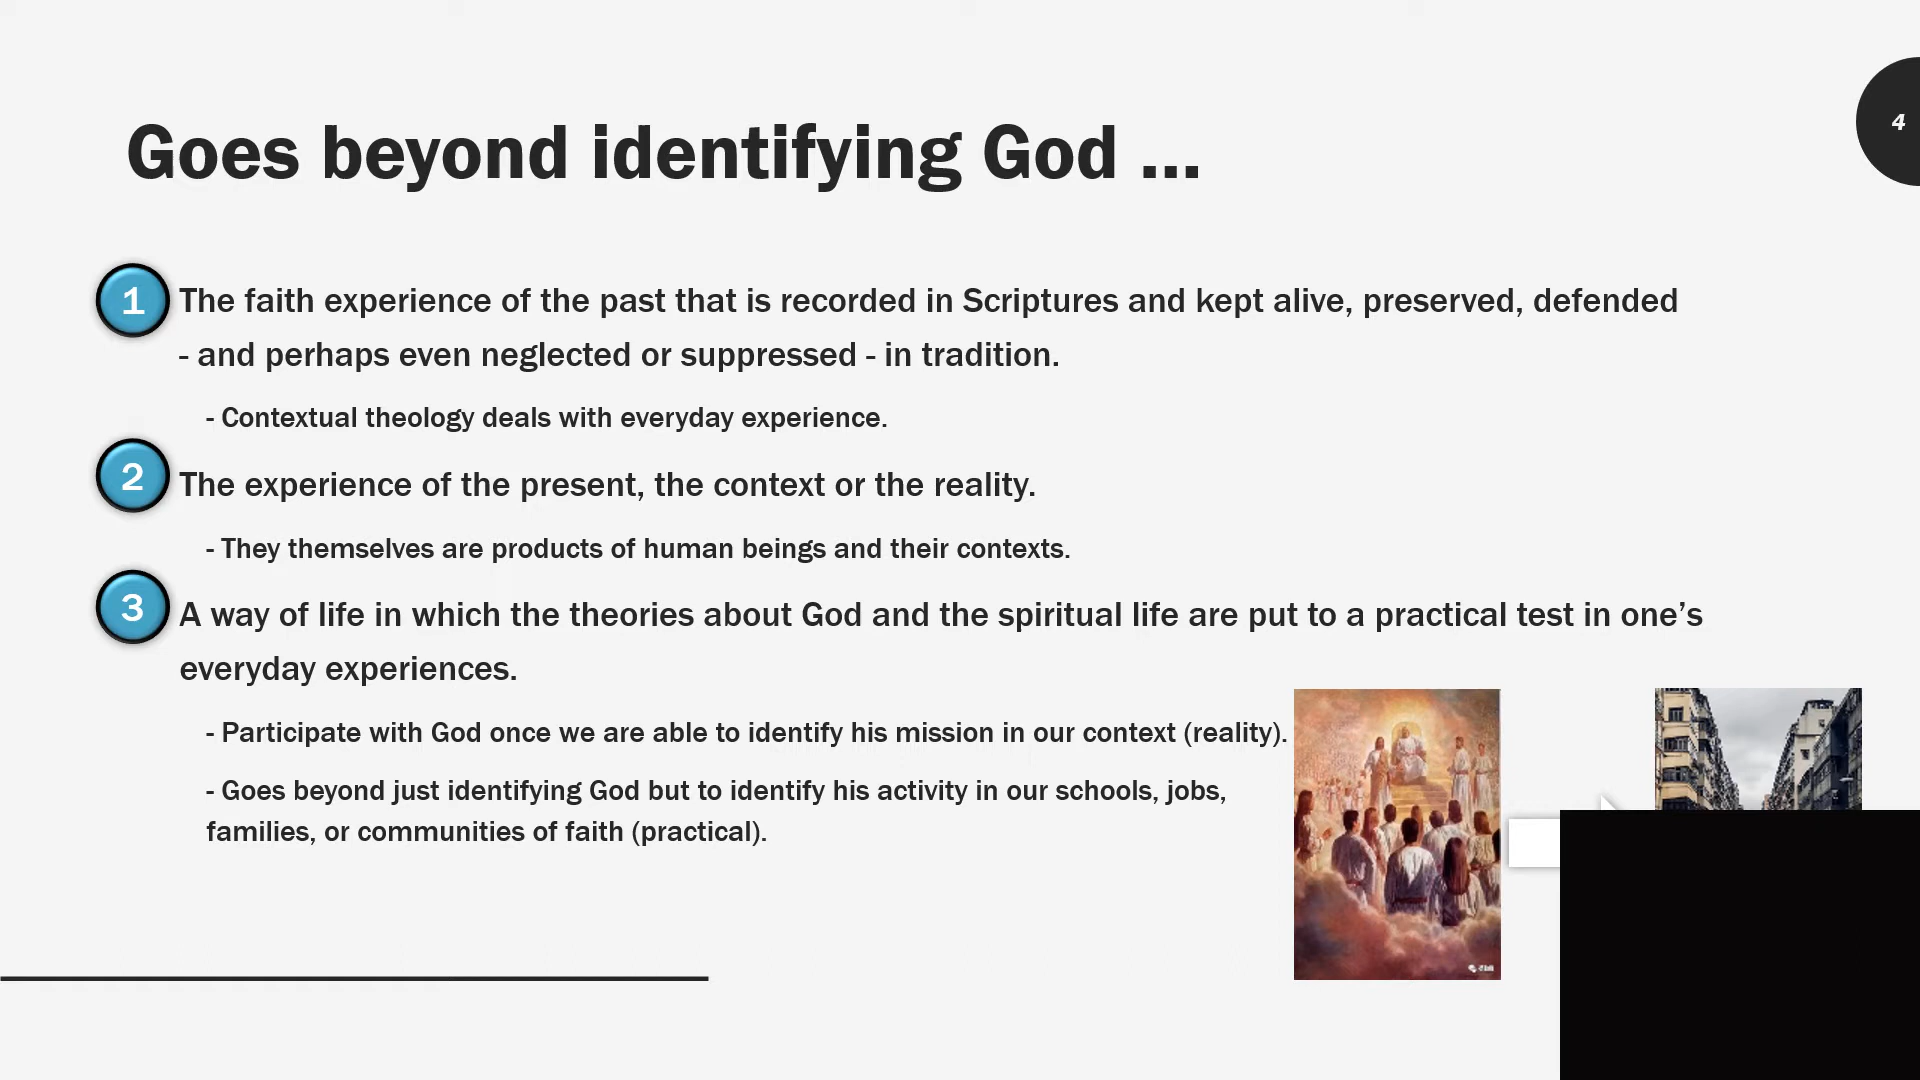 4
Goes beyond identifying God ...
1
The faith experience of the past that is recorded in Scriptures and kept alive, preserved, defended
- and perhaps even neglected or suppressed - in tradition.
- Contextual theology deals with everyday experience.
2
The experience of the present, the context or the reality.
- They themselves are products of human beings and their contexts.
3
A way of life in which the theories about God and the spiritual life are put to a practical test in one’s
everyday experiences.
- Participate with God once we are able to identify his mission in our context (reality).
- Goes beyond just identifying God but to identify his activity in our schools, jobs,
families, or communities of faith (practical).